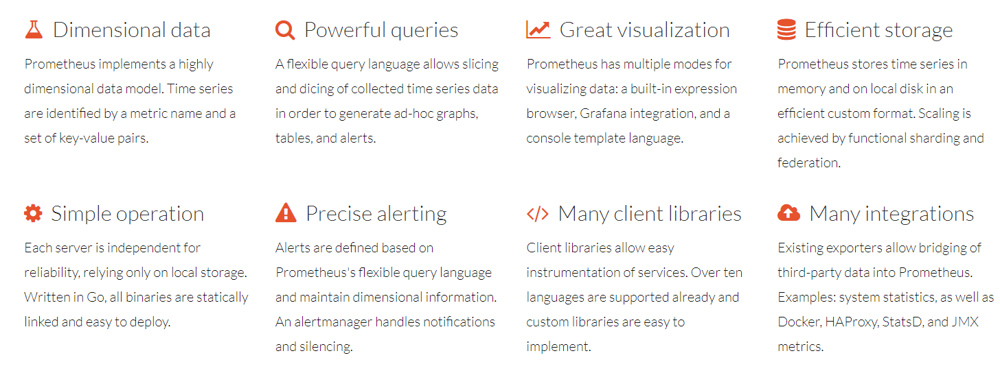 Dimensional data
Prometheus implements a highly
dimensional data model. Time series
are identified by a metric name and a
set of key-value pairs.
Powerful queries
A flexible query language allows slicing
and dicing of collected time series data
in order to generate ad-hoc graphs,
tables, and alerts.
Great visualization
Prometheus has multiple modes for
visualizing data: a built-in expression
browser, Grafana integration, and a
console template language.
Efficient storage
Prometheus stores time series in
memory and on local disk in an
efficient custom format. Scaling is
achieved by functional sharding and
federation.
Simple operation
Each server is independent for
reliability, relying only on local storage.
Written in Go, all binaries are statically
linked and easy to deploy.
Precise alerting
Alerts are defined based on
Prometheus's flexible query language
and maintain dimensional information.
An alertmanager handles notifications
and silencing.
Many client libraries
Client libraries allow easy
instrumentation of services. Over ten
languages are supported already and
custom libraries are easy to
implement.
Many integrations
Existing exporters allow bridging of
third-party data into Prometheus.
Examples: system statistics, as well as
Docker, HAProxy, StatsD, and JMX
metrics.